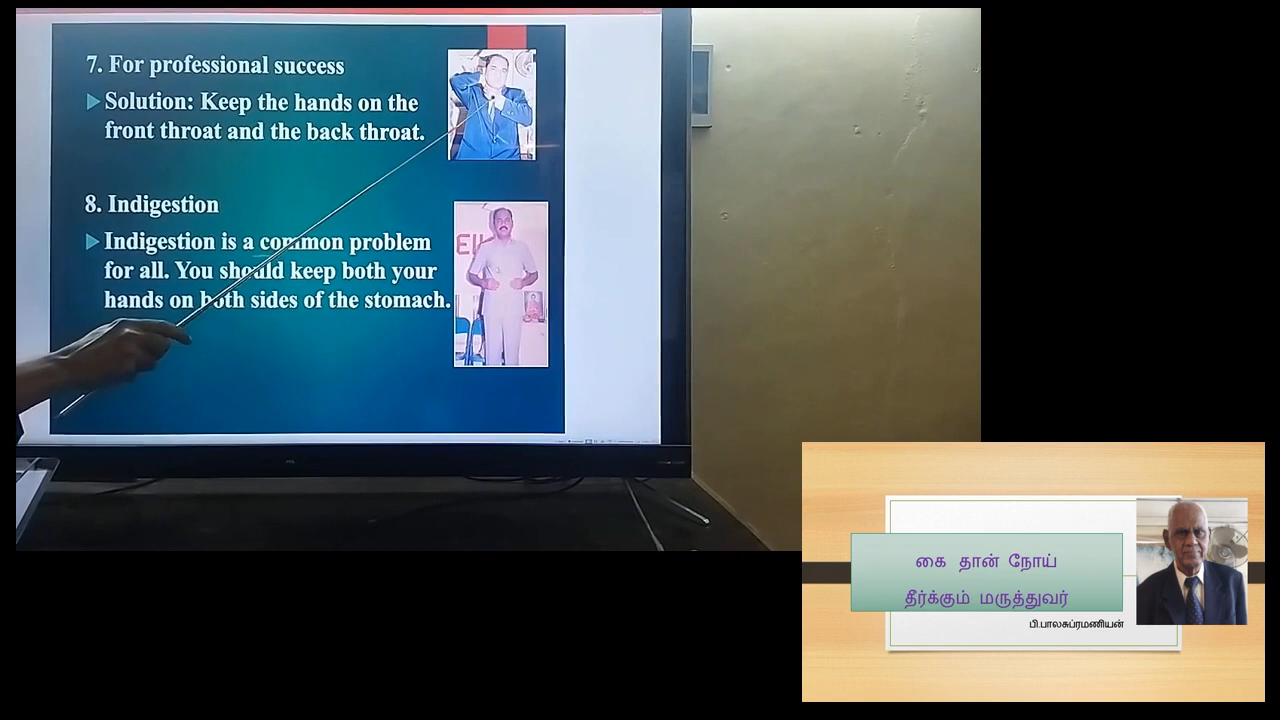 7. For professional success
Solution: Keep the hands on the
front throat and the back throat.
8. Indigestion
Indigestion is a common problem
for all. You should keep both your
hands on both sides of the stomach.
கை தான் நோய்
தீர்க்கும் மருத்துவர்
பி.பாலசுப்ரமணியன்